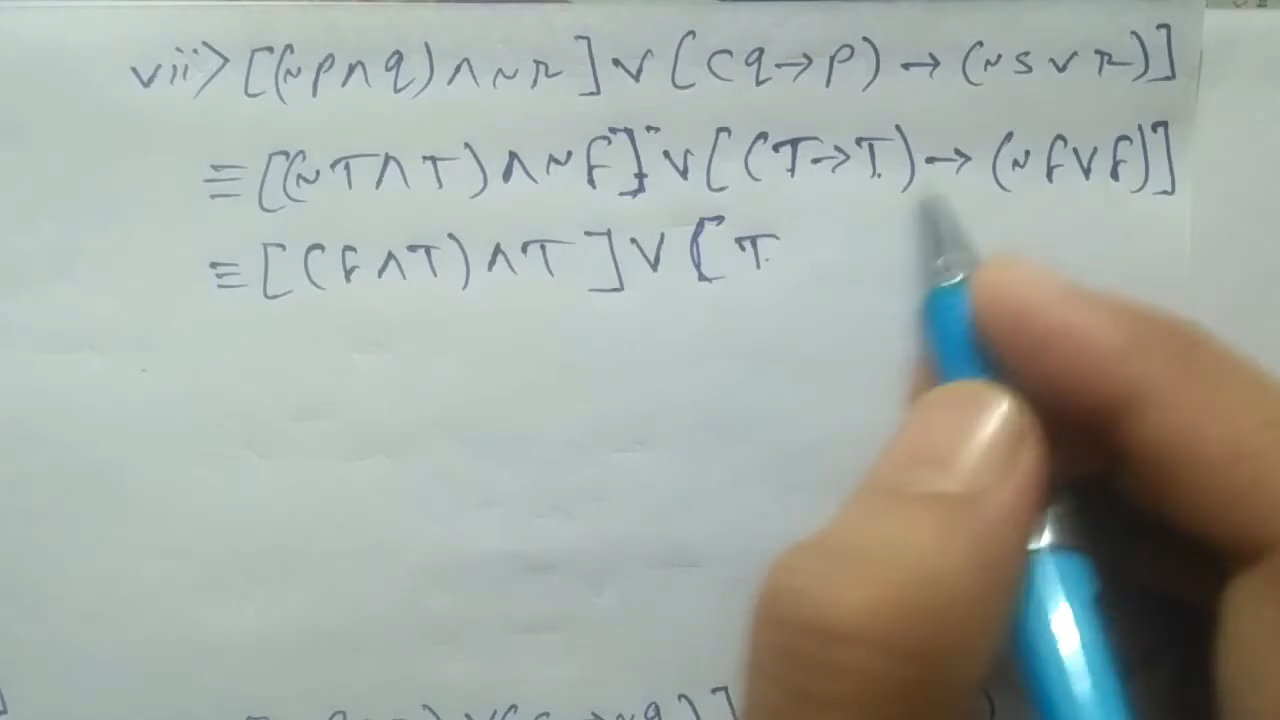 vii> [(~p∧q)∧~r]∨[(q→p)→(~s∨r)]
≡[(~T∧T)∧~F]∨[(T→T)→(~F∨F)]
≡[(F∧T)∧T]∨[T